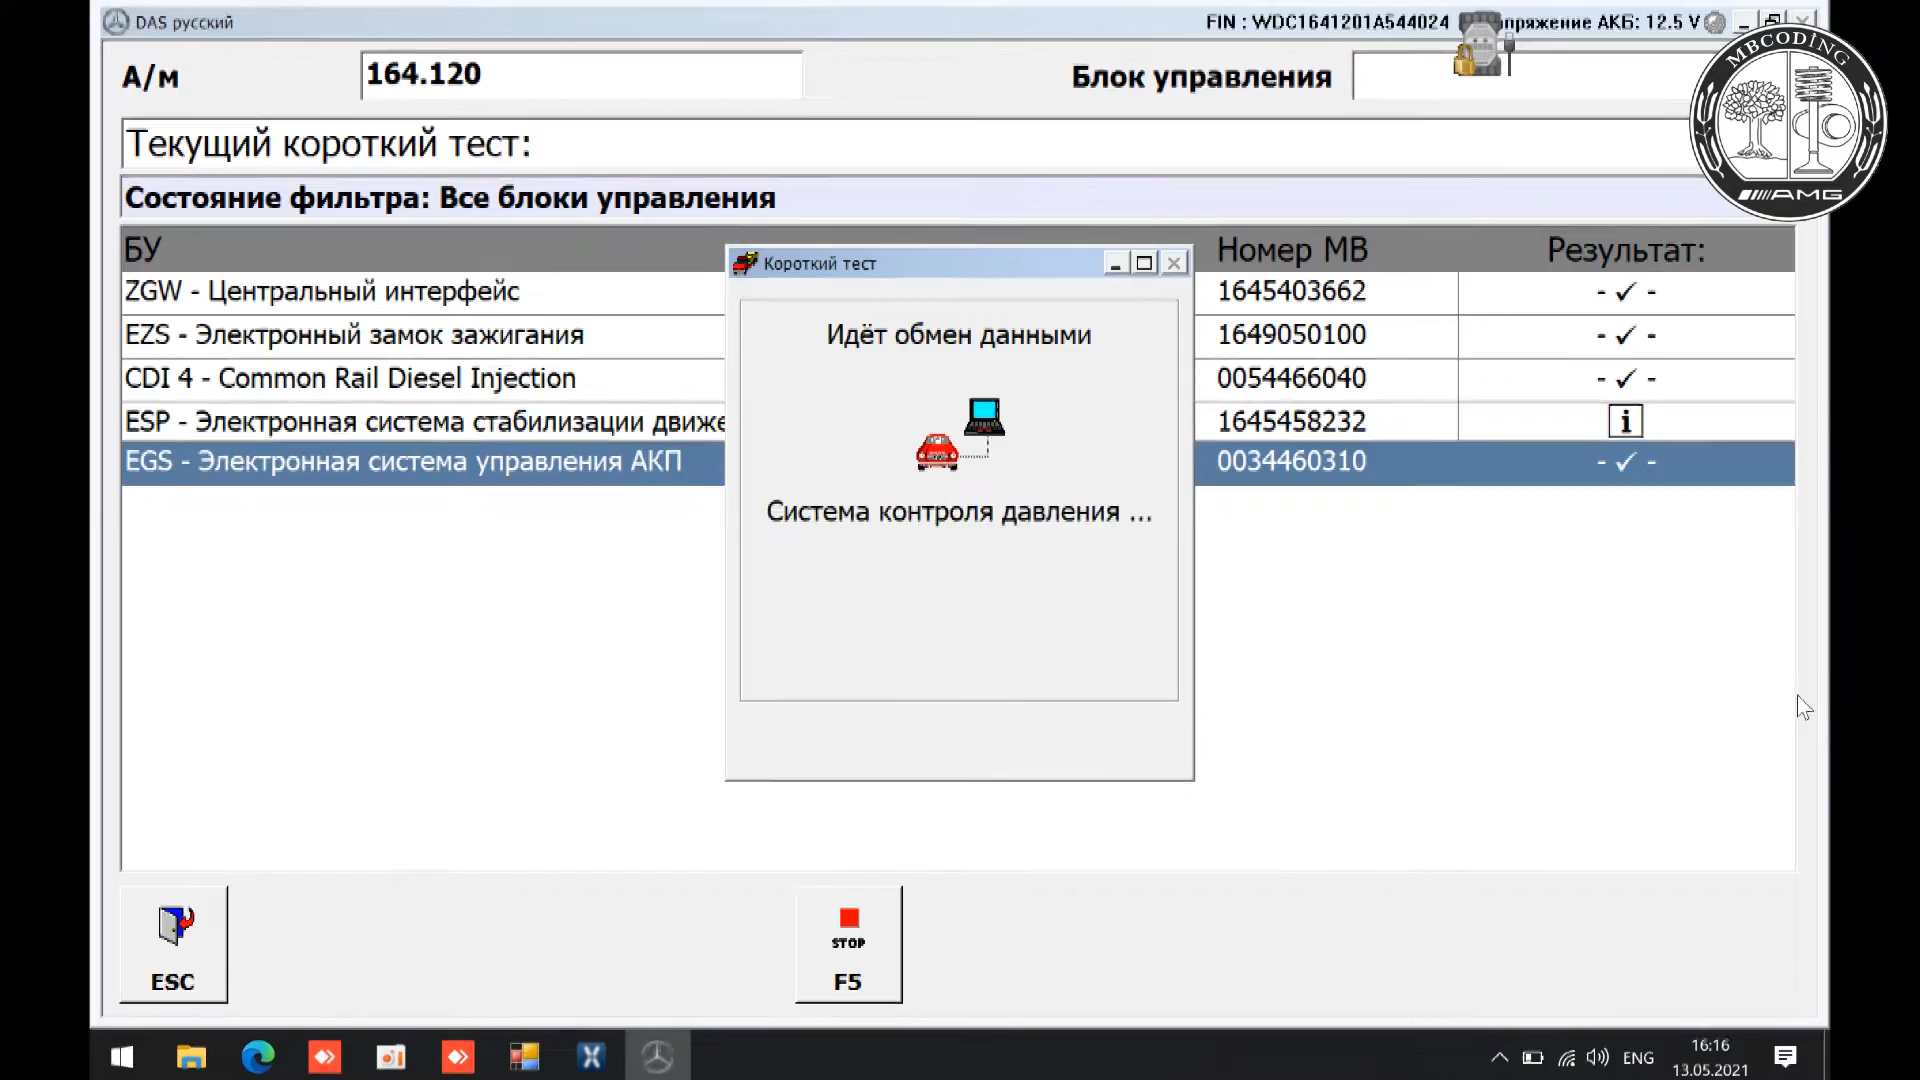 DAS русский
FIN : WDC1641201A544024
пряжение АКБ: 12.5 V
А/м
164.120
Блок управления
MBCODING
AMG
Текущий короткий тест:
Состояние фильтра: Все блоки управления
БУ
Номер МВ
Результат:
Короткий тест
ZGW - Центральный интерфейс
1645403662
- ✓ -
EZS - Электронный замок зажигания
1649050100
- ✓ -
CDI 4 - Common Rail Diesel Injection
0054466040
- ✓ -
ESP - Электронная система стабилизации движе
1645458232
i
EGS - Электронная система управления АКП
0034460310
- ✓ -
Идёт обмен данными
Система контроля давления ...
ESC
STOP
F5
ENG
16:16
13.05.2021